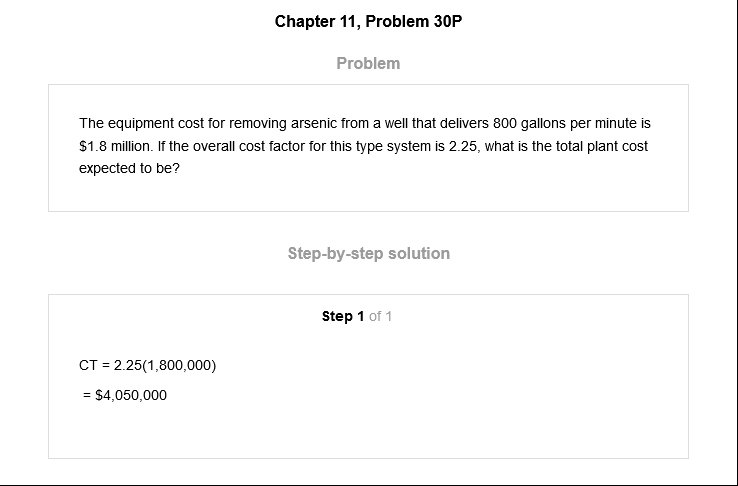 Chapter 11, Problem 30P
Problem
The equipment cost for removing arsenic from a well that delivers 800 gallons per minute is
$1.8 million. If the overall cost factor for this type system is 2.25, what is the total plant cost
expected to be?
Step-by-step solution
Step 1 of 1
CT = 2.25(1,800,000)
= $4,050,000